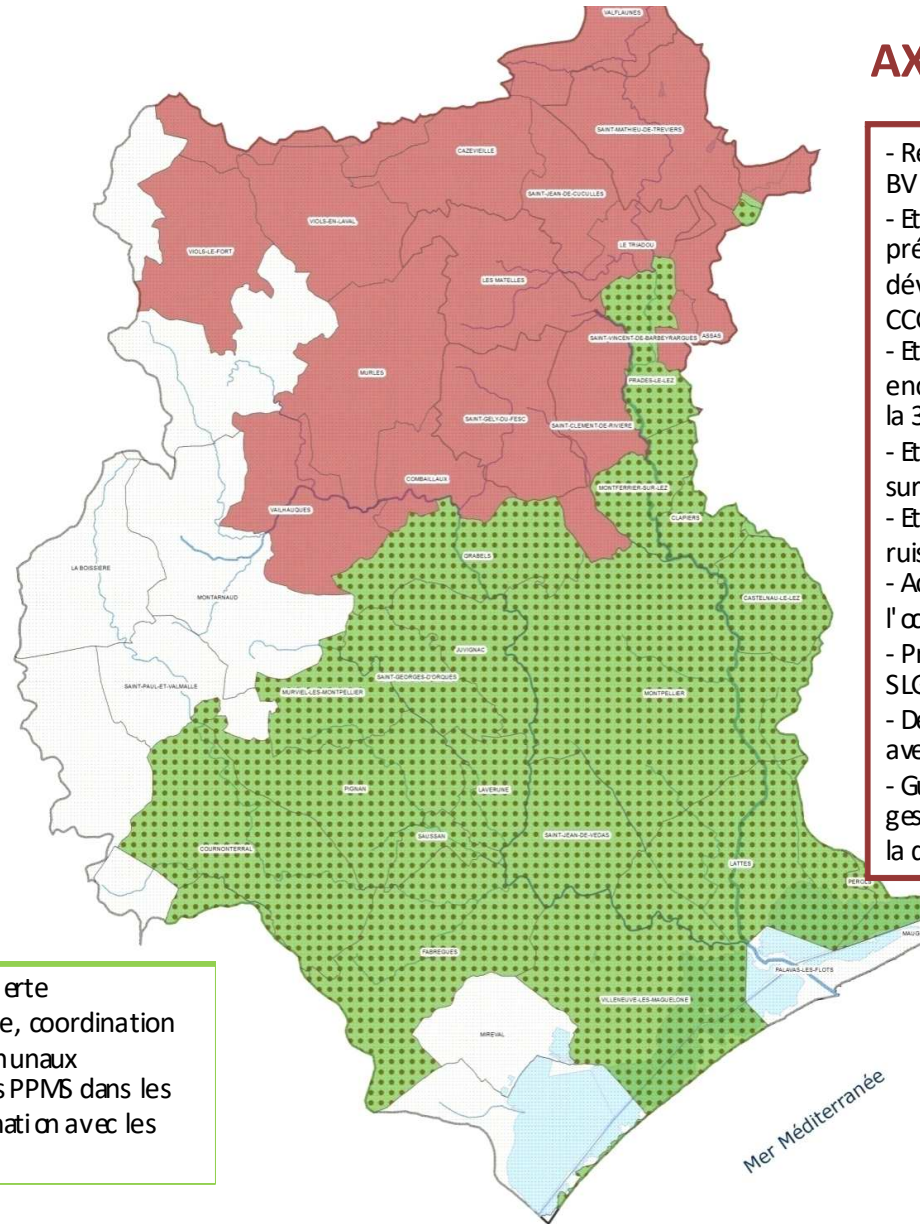 VALFLAUNES
AX
SAINT-MATHIEU-DE-TREVIERS
CAZEVIEILLE
SAINT-JEAN-DE-CUCULLES
VIOLS-EN-LAVAL
VIOLS-LE-FORT
LE TRIADOU
LES MATELLES
SAINT-VINCENT-DE-BARBEYRARGUES
ASSAS
MURLES
PRADES-LE-LEZ
SAINT-GELY-DU-FESC
SAINT-CLEMENT-DE-RIVIERE
COMBAILLAUX
MONTFERRIER-SUR-LEZ
VAILHAUQUES
CLAPIERS
GRABELS
LA BOISSIERE
MONTARNAUD
CASTELNAU-LE-LEZ
JUVIGNAC
SAINT-GEORGES-D'ORQUES
SAINT-PAUL-ET-VALMALLE
MURVIEL-LES-MONTPELLIER
MONTPELLIER
PIGNAN
LAVERUNE
SAUSSAN
SAINT-JEAN-DE-VEDAS
COURNONTERRAL
LATTES
PEROLS
MAUG
FABREGUES
PALAVAS-LES-FLOTS
VILLENEUVE-LES-MAGUELONE
MIREVAL
Mer Méditerranée
- Re
BV
- Et
pré
dév
CCG
- Et
enc
la 3
- Et
sur
- Et
ruis
- Ac
l'oc
- Pr
SLG
- De
ave
- Gu
ges
la d
erte
e, coordination
nunaux
s PPMS dans les
nation avec les